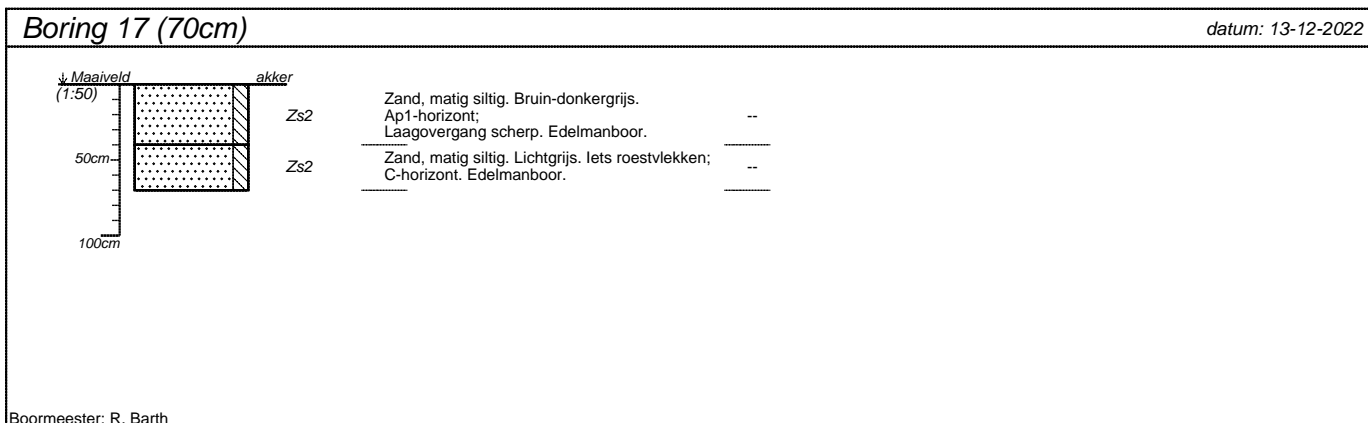 Boring 17 (70cm)
datum: 13-12-2022
Maaiveld
akker
(1:50)
Zs2
Zand, matig siltig. Bruin-donkergrijs.
Ap1-horizont;
Laagovergang scherp. Edelmanboor.
--
50cm
Zs2
Zand, matig siltig. Lichtgrijs. Iets roestvlekken;
C-horizont. Edelmanboor.
--
100cm
Boormeester: R. Barth